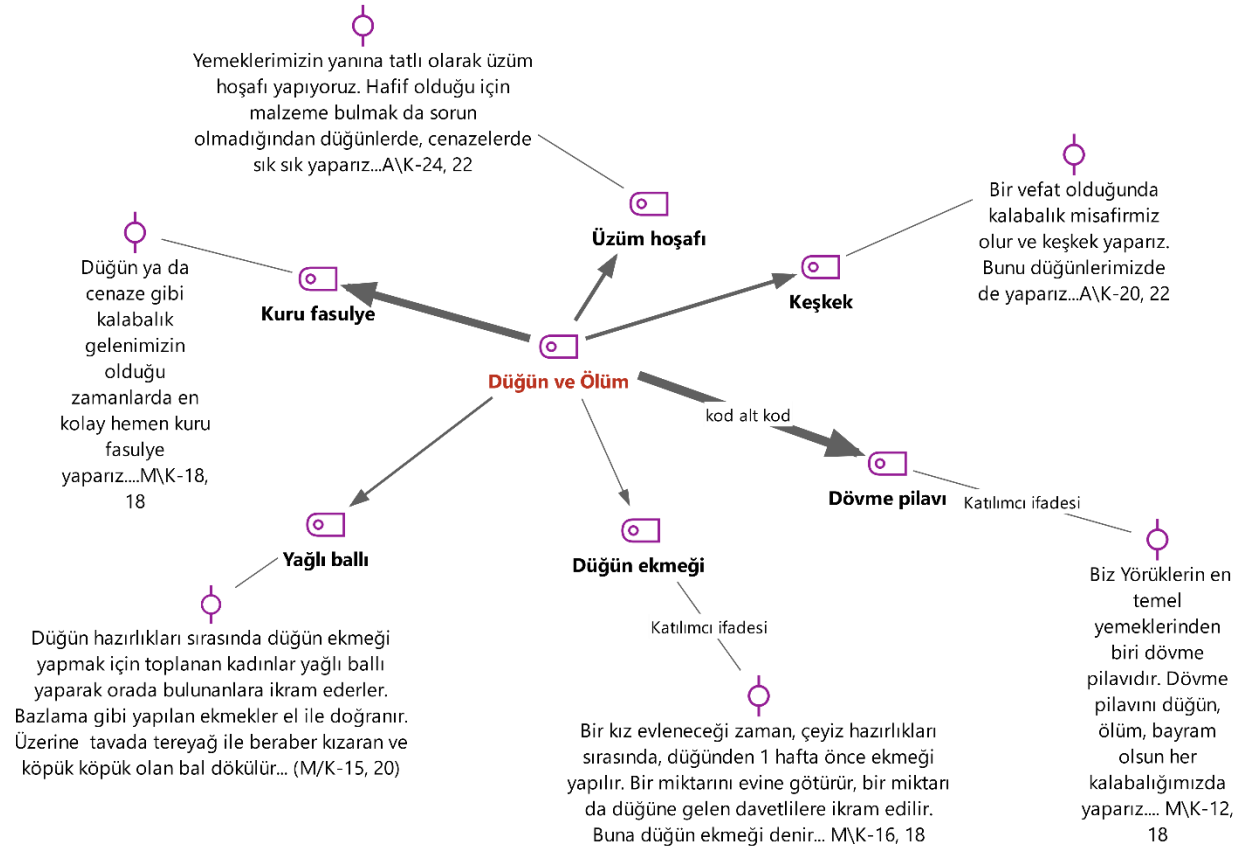 Yemeklerimizin yanına tatlı olarak üzüm
hoşafı yapıyoruz. Hafif olduğu için
malzeme bulmak da sorun
olmadığından düğünlerde, cenazelerde
sık sık yaparız...A\K-24, 22
Üzüm hoşafı
Bir vefat olduğunda
kalabalık misafirmiz
olur ve keşkek yaparız.
Bunu düğünlerimizde
de yaparız...A\K-20, 22
Keşkek
Düğün ya da
cenaze gibi
kalabalık
gelenimizin
olduğu
zamanlarda en
kolay hemen kuru
fasulye
yaparız....M\K-18,
18
Kuru fasulye
Düğün ve Ölüm
kod alt kod
Dövme pilavı
Katılımcı ifadesi
Biz Yörüklerin en
temel
yemeklerinden
biri dövme
pilavıdır. Dövme
pilavını düğün,
ölüm, bayram
olsun her
kalabalığımızda
yaparız.... M\K-12,
18
Yağlı ballı
Düğün hazırlıkları sırasında düğün ekmeği
yapmak için toplanan kadınlar yağlı ballı
yaparak orada bulunanlara ikram ederler.
Bazlama gibi yapılan ekmekler el ile doğranır.
Üzerine  tavada tereyağ ile beraber kızaran ve
köpük köpük olan bal dökülür... (M/K-15, 20)
Düğün ekmeği
Katılımcı ifadesi
Bir kız evleneceği zaman, çeyiz hazırlıkları
sırasında, düğünden 1 hafta önce ekmeği
yapılır. Bir miktarını evine götürür, bir miktarı
da düğüne gelen davetlilere ikram edilir.
Buna düğün ekmeği denir... M\K-16, 18